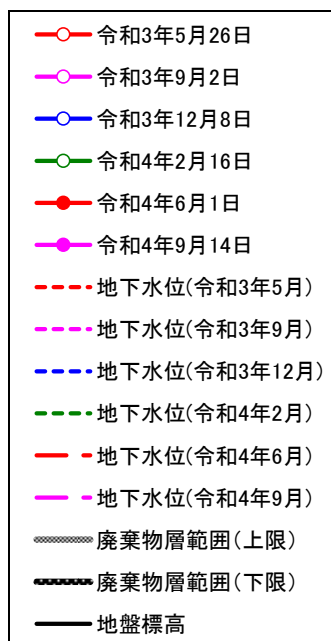 令和3年5月26日
令和3年9月2日
令和3年12月8日
令和4年2月16日
令和4年6月1日
令和4年9月14日
地下水位(令和3年5月)
地下水位(令和3年9月)
地下水位(令和3年12月)
地下水位(令和4年2月)
地下水位(令和4年6月)
地下水位(令和4年9月)
廃棄物層範囲(上限)
廃棄物層範囲(下限)
地盤標高